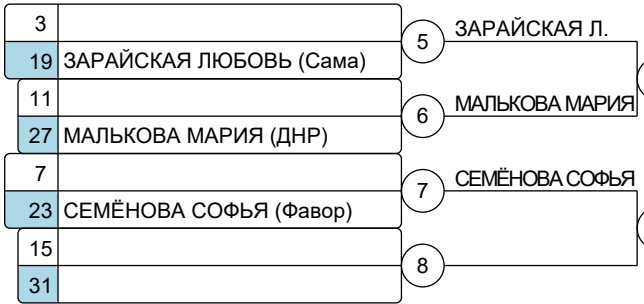 3
5 ЗАРАЙСКАЯ Л.
19 ЗАРАЙСКАЯ ЛЮБОВЬ (Сама)
11
6 МАЛЬКОВА МАРИЯ
27 МАЛЬКОВА МАРИЯ (ДНР)
7
7 СЕМЁНОВА СОФЬЯ
23 СЕМЁНОВА СОФЬЯ (Фавор)
15
8
31